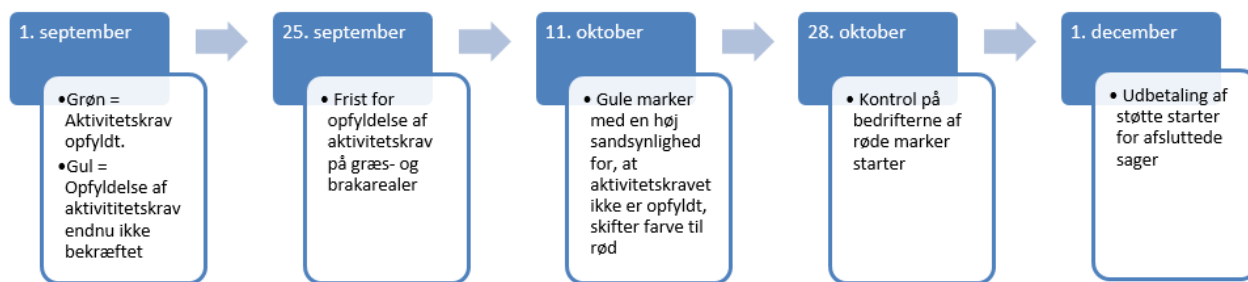 1. september
•Grøn =
Aktivitetskrav
opfyldt.
•Gul =
Opfyldelse af
aktivititetskrav
endnu ikke
bekræftet
25. september
• Frist for
opfyldelse af
aktivitetskrav
på græs- og
brakarealer
11. oktober
• Gule marker
med en høj
sandsynlighed
for, at
aktivitetskravet
ikke er opfyldt,
skifter farve til
rød
28. oktober
• Kontrol på
bedrifterne af
røde marker
starter
1. december
• Udbetaling af
støtte starter
for afsluttede
sager